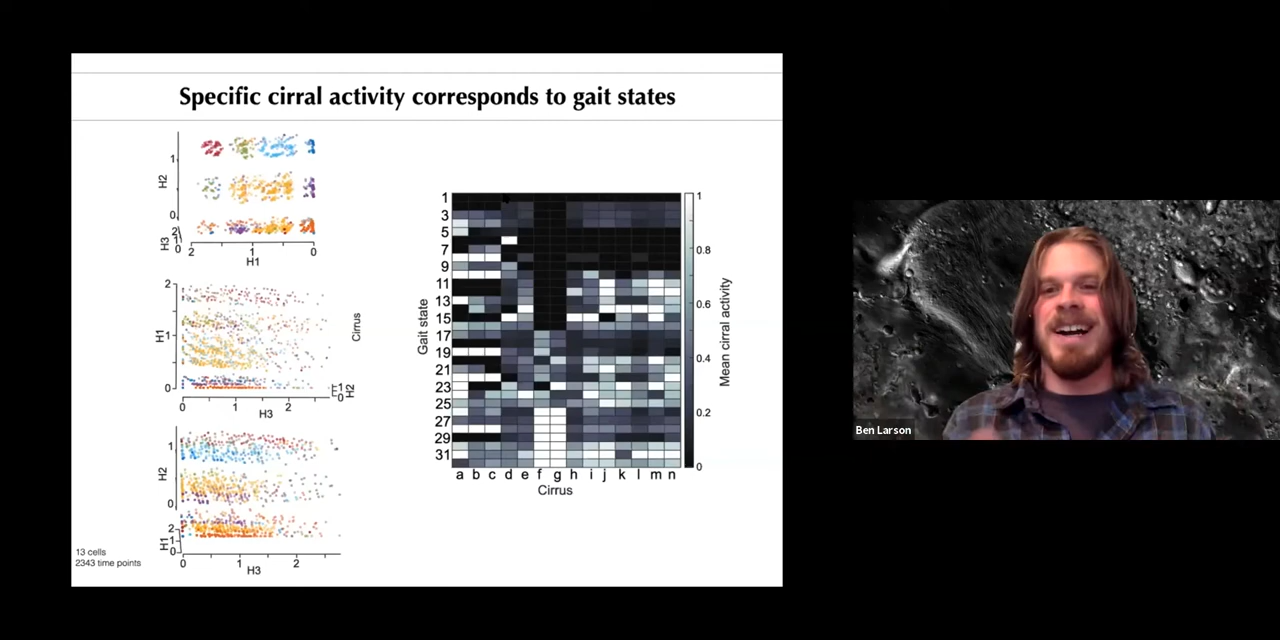 Specific cirral activity corresponds to gait states
1
H2
0
2
1
0
H3
2
1
0
H1
2
1
H1
0
Cirrus
1
0
H2
0
1
2
H3
1
H2
0
2
1
0
H1
0
1
2
H3
13 cells
2343 time points
Gait state
1
3
5
7
9
11
13
15
17
19
21
23
25
27
29
31
a b c d e f g h i j k l m n
Cirrus
1
0.8
0.6
0.4
0.2
0
Mean cirral activity
Ben Larson